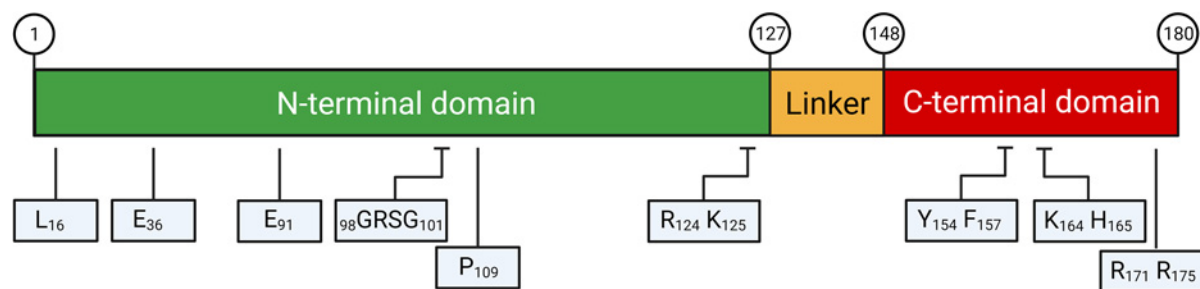 1 127 148 180
N-terminal domain Linker C-terminal domain
L₁₆ E₃₆ E₉₁ ₉₈GRSG₁₀₁ R₁₂₄ K₁₂₅ Y₁₅₄ F₁₅₇ K₁₆₄ H₁₆₅
P₁₀₉ R₁₇₁ R₁₇₅